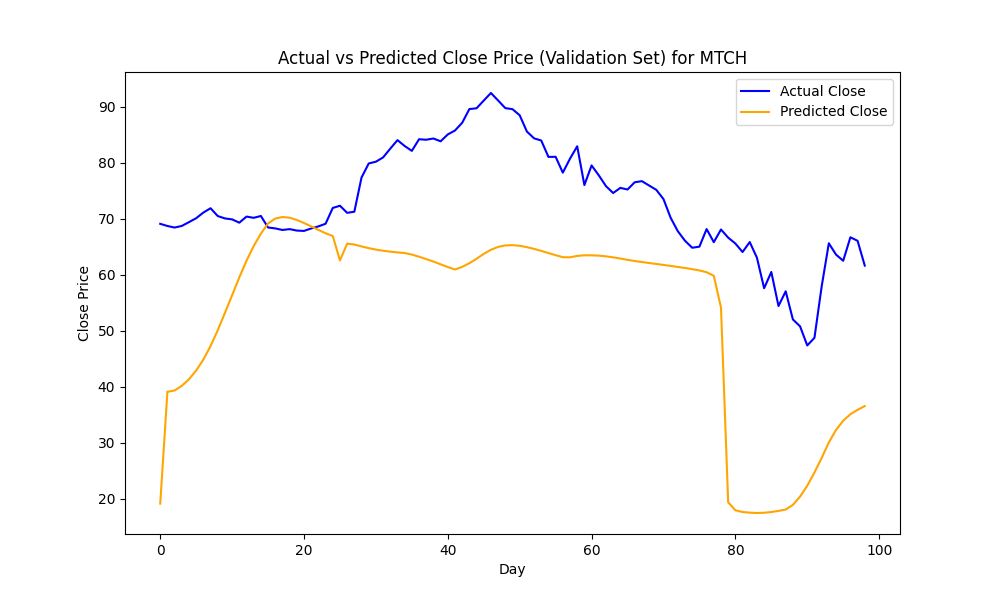 Actual vs Predicted Close Price (Validation Set) for MTCH
Actual Close
Predicted Close
Close Price
90
80
70
60
50
40
30
20
0 20 40 60 80 100
Day